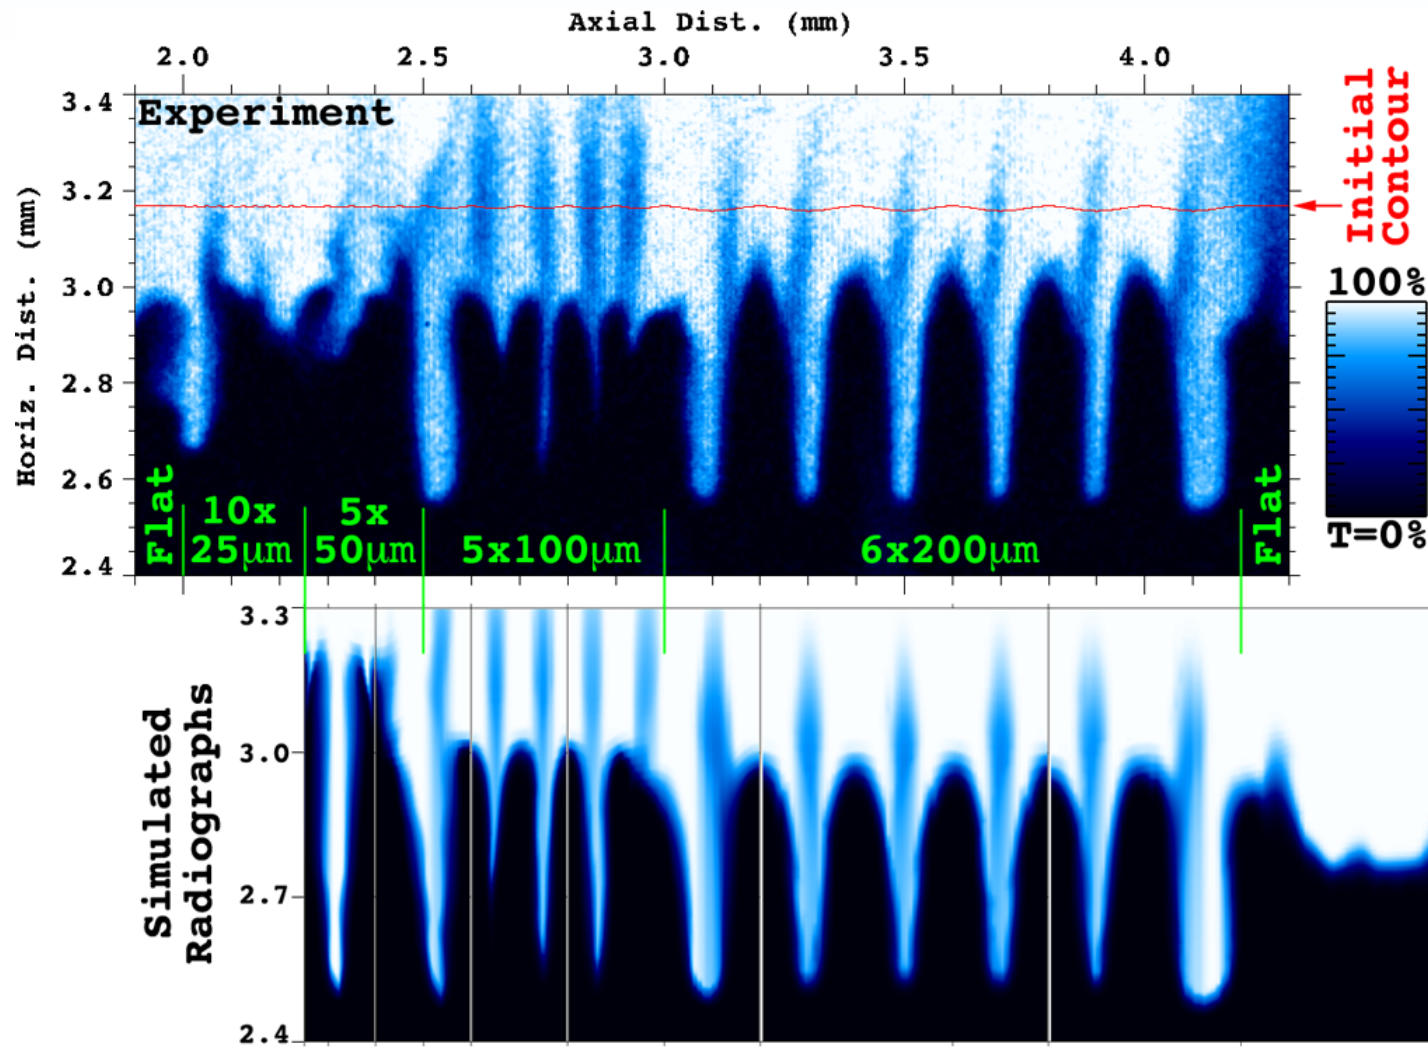 Axial Dist. (mm)
2.0 2.5 3.0 3.5 4.0
Experiment
Horiz. Dist. (mm)
3.4
3.2
3.0
2.8
2.6
2.4
Initial
Contour
100%
T=0%
Flat
10x
25µm
5x
50µm
5x100µm
6x200µm
Flat
Simulated
Radiographs
3.3
3.0
2.7
2.4